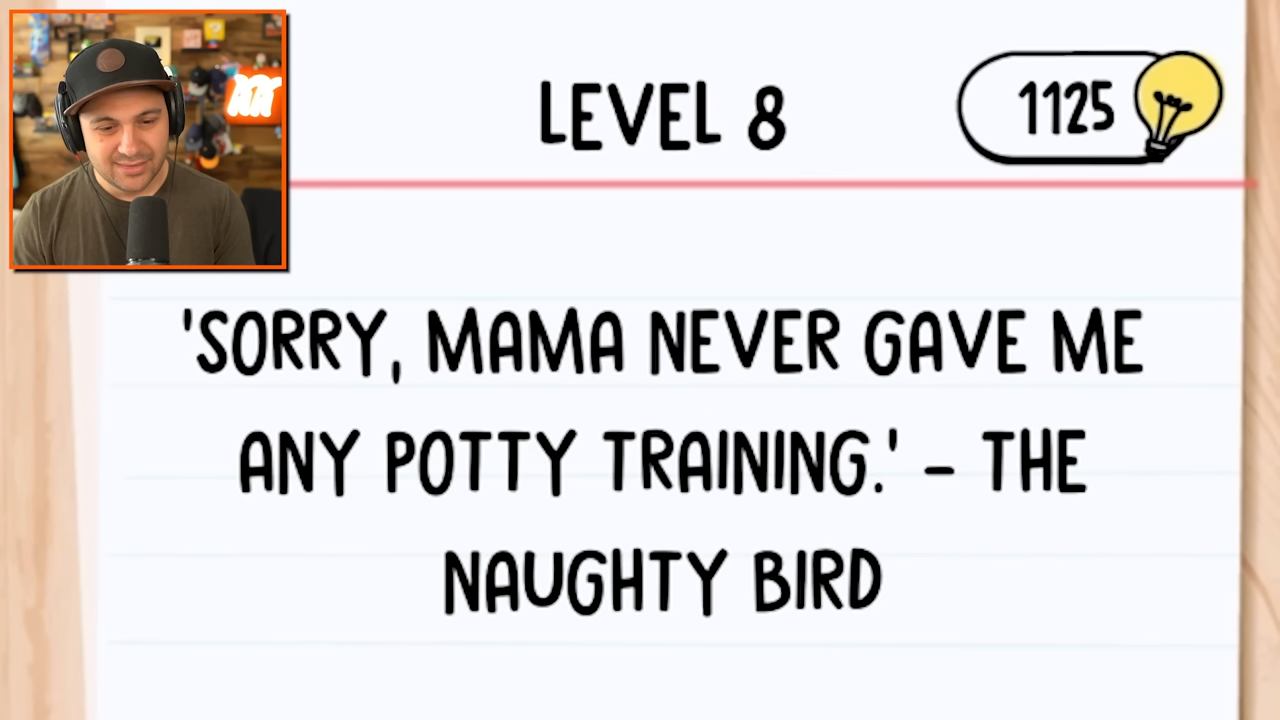 LEVEL 8
1125
'SORRY, MAMA NEVER GAVE ME
ANY POTTY TRAINING.' - THE
NAUGHTY BIRD